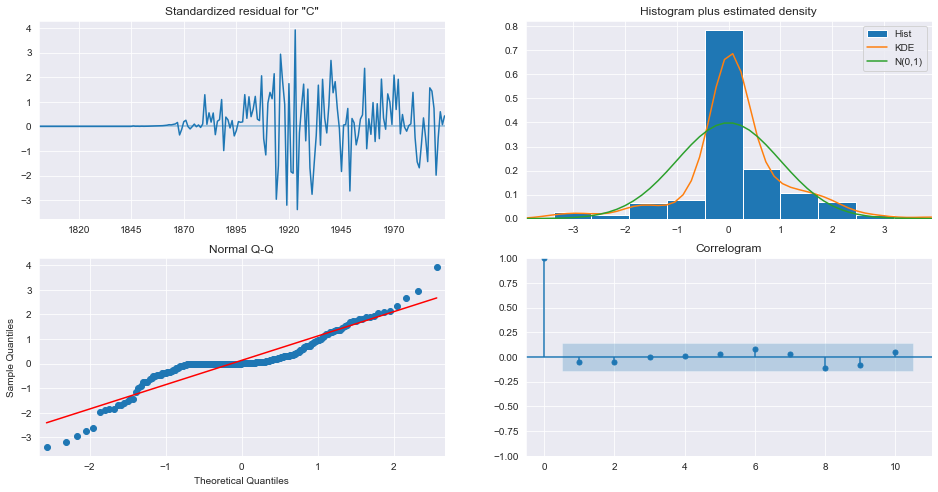 Standardized residual for "C"
4
3
2
1
0
−1
−2
−3
1820 1845 1870 1895 1920 1945 1970
Histogram plus estimated density
Hist
KDE
N(0,1)
0.8
0.7
0.6
0.5
0.4
0.3
0.2
0.1
0.0
−3 −2 −1 0 1 2 3
Normal Q-Q
Sample Quantiles
4
3
2
1
0
−1
−2
−3
−2 −1 0 1 2
Theoretical Quantiles
Correlogram
1.00
0.75
0.50
0.25
0.00
−0.25
−0.50
−0.75
−1.00
0 2 4 6 8 10